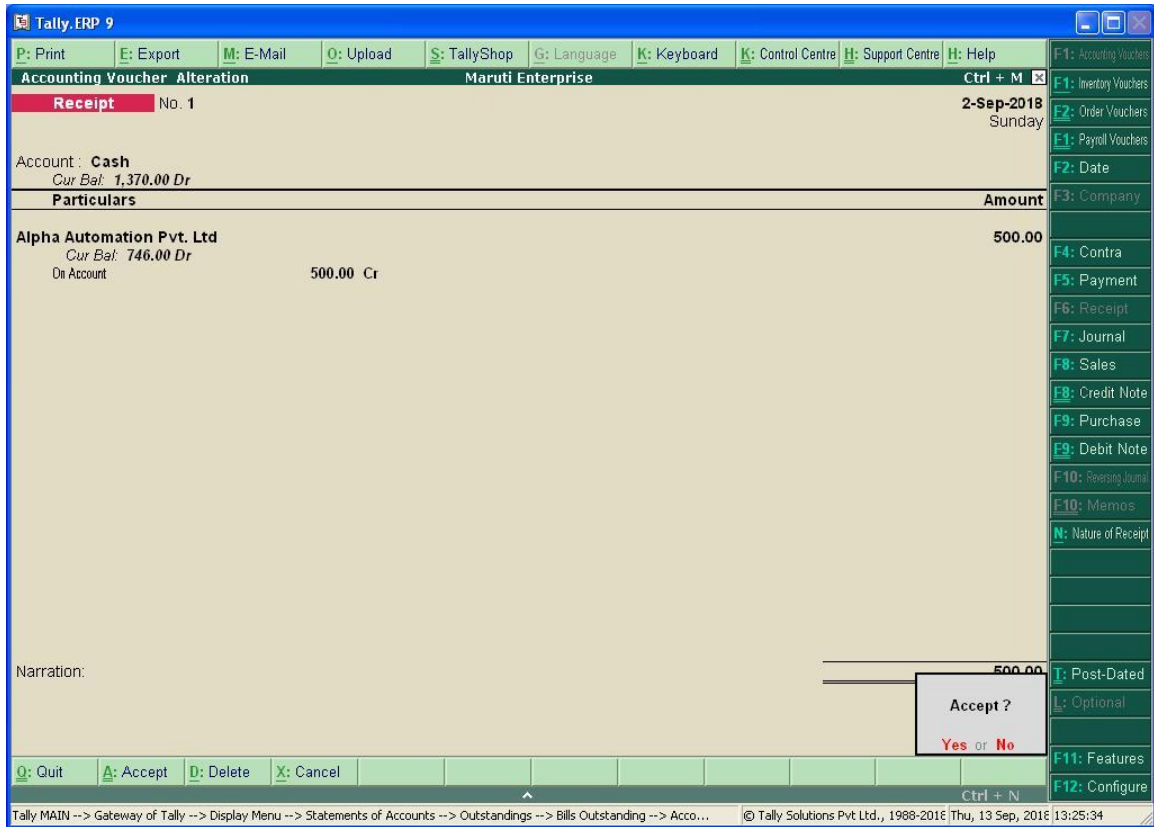 Tally.ERP 9
P: Print E: Export M: E-Mail O: Upload S: TallyShop G: Language K: Keyboard K: Control Centre H: Support Centre H: Help
Accounting Voucher Alteration Maruti Enterprise Ctrl + M
Receipt No. 1 2-Sep-2018
Sunday
Account : Cash
Cur Bal: 1,370.00 Dr
Particulars Amount
Alpha Automation Pvt. Ltd 500.00
Cur Bal: 746.00 Dr
On Account 500.00 Cr
Narration: 500.00
Accept ?
Yes or No
Q: Quit A: Accept D: Delete X: Cancel
Ctrl + N
F1: Accounting Vouchers
F1: Inventory Vouchers
F2: Order Vouchers
F1: Payroll Vouchers
F2: Date
F3: Company
F4: Contra
F5: Payment
F6: Receipt
F7: Journal
F8: Sales
F8: Credit Note
F9: Purchase
F9: Debit Note
F10: Reversing Journal
F10: Memos
N: Nature of Receipt
T: Post-Dated
L: Optional
F11: Features
F12: Configure
Tally MAIN --> Gateway of Tally --> Display Menu --> Statements of Accounts --> Outstandings --> Bills Outstanding --> Acco... © Tally Solutions Pvt Ltd., 1988-2018 Thu, 13 Sep, 2018 13:25:34